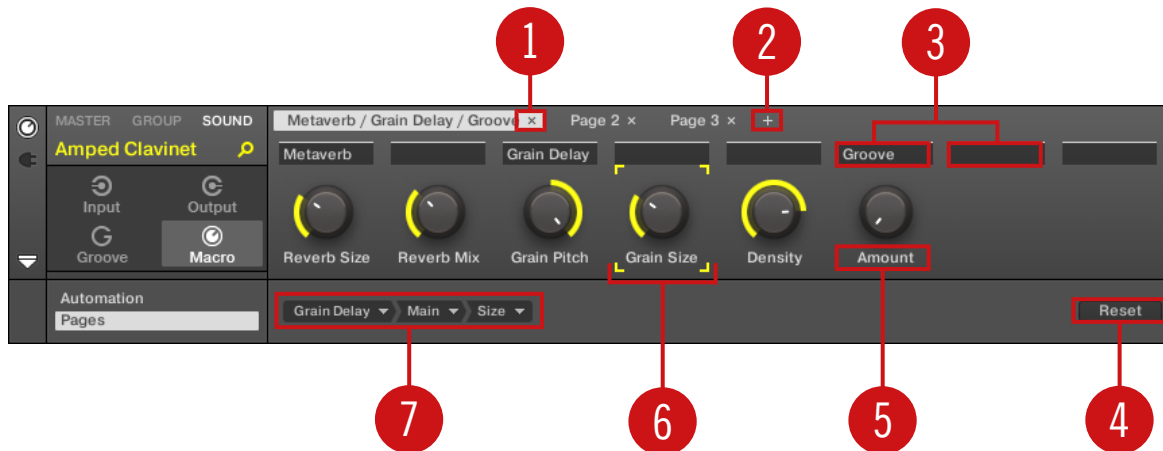 1 2 3
MASTER GROUP SOUND
Metaverb / Grain Delay / Groove × Page 2 × Page 3 × +
Amped Clavinet
Metaverb Grain Delay Groove
Input Output
Groove Macro
Reverb Size Reverb Mix Grain Pitch Grain Size Density Amount
Automation
Pages
Grain Delay Main Size Reset
7 6 5 4